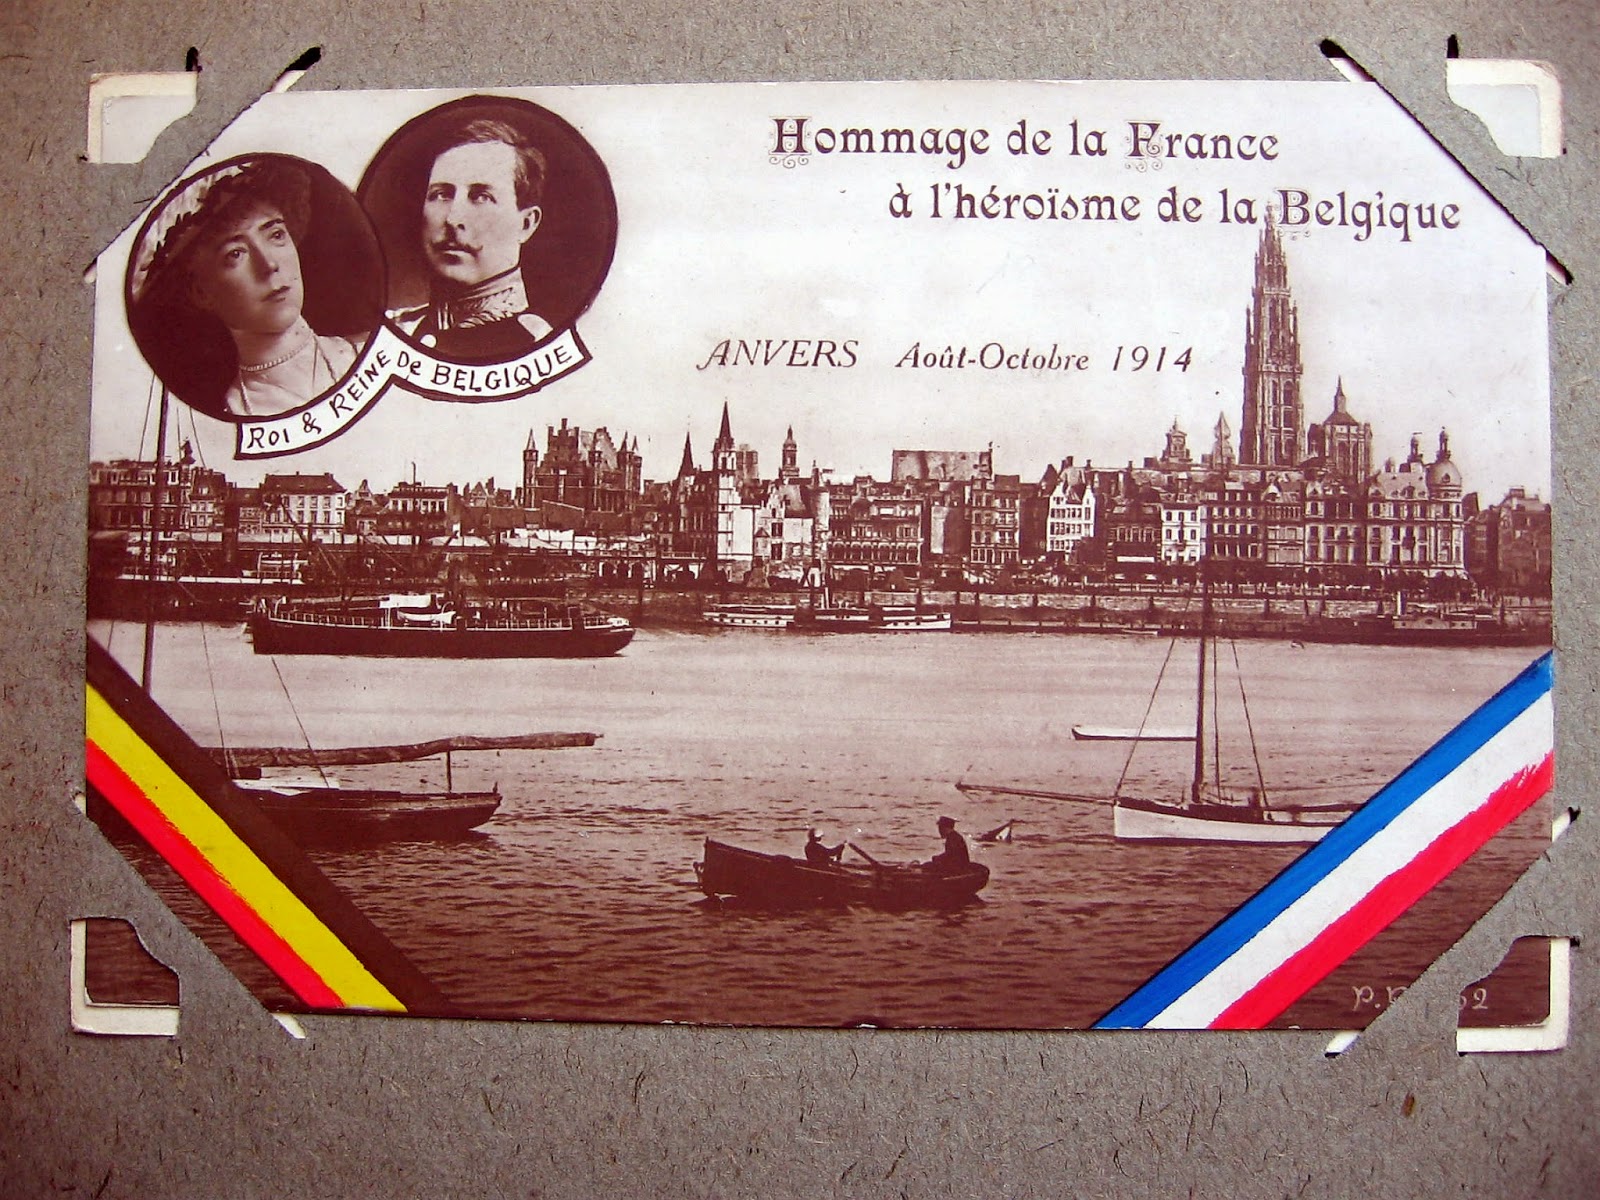 Hommage de la France
à l'héroïsme de la Belgique
ANVERS Août-Octobre 1914
ROI & REINE De BELGIQUE